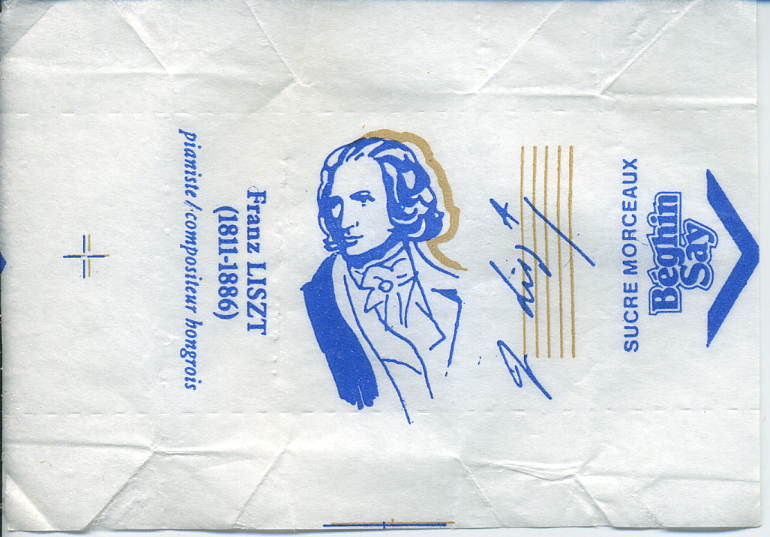 Franz LISZT
(1811-1886)
pianiste/compositeur hongrois
SUCRE MORCEAUX
Béghin
Say